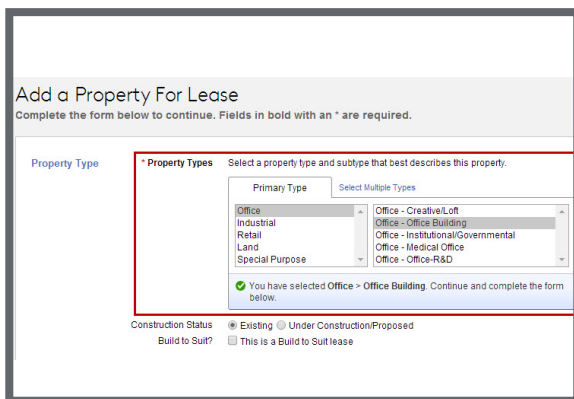 Add a Property For Lease
Complete the form below to continue. Fields in bold with an * are required.
Property Type
* Property Types
Select a property type and subtype that best describes this property.
Primary Type
Select Multiple Types
Office
Industrial
Retail
Land
Special Purpose
Office - Creative/Loft
Office - Office Building
Office - Institutional/Governmental
Office - Medical Office
Office - Office-R&D
You have selected Office > Office Building. Continue and complete the form
below.
Construction Status
Existing
Under Construction/Proposed
Build to Suit?
This is a Build to Suit lease